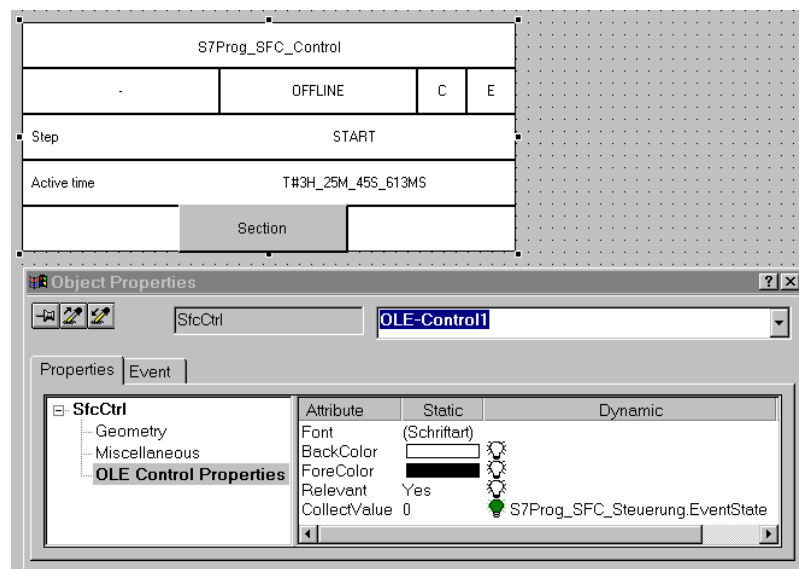 S7Prog_SFC_Control
- OFFLINE C E
Step START
Active time T#3H_25M_45S_613MS
Section
Object Properties
SfcCtrl OLE-Control1
Properties Event
SfcCtrl
Geometry
Miscellaneous
OLE Control Properties
Attribute Static Dynamic
Font (Schriftart)
BackColor
ForeColor
Relevant Yes
CollectValue 0 S7Prog_SFC_Steuerung.EventState